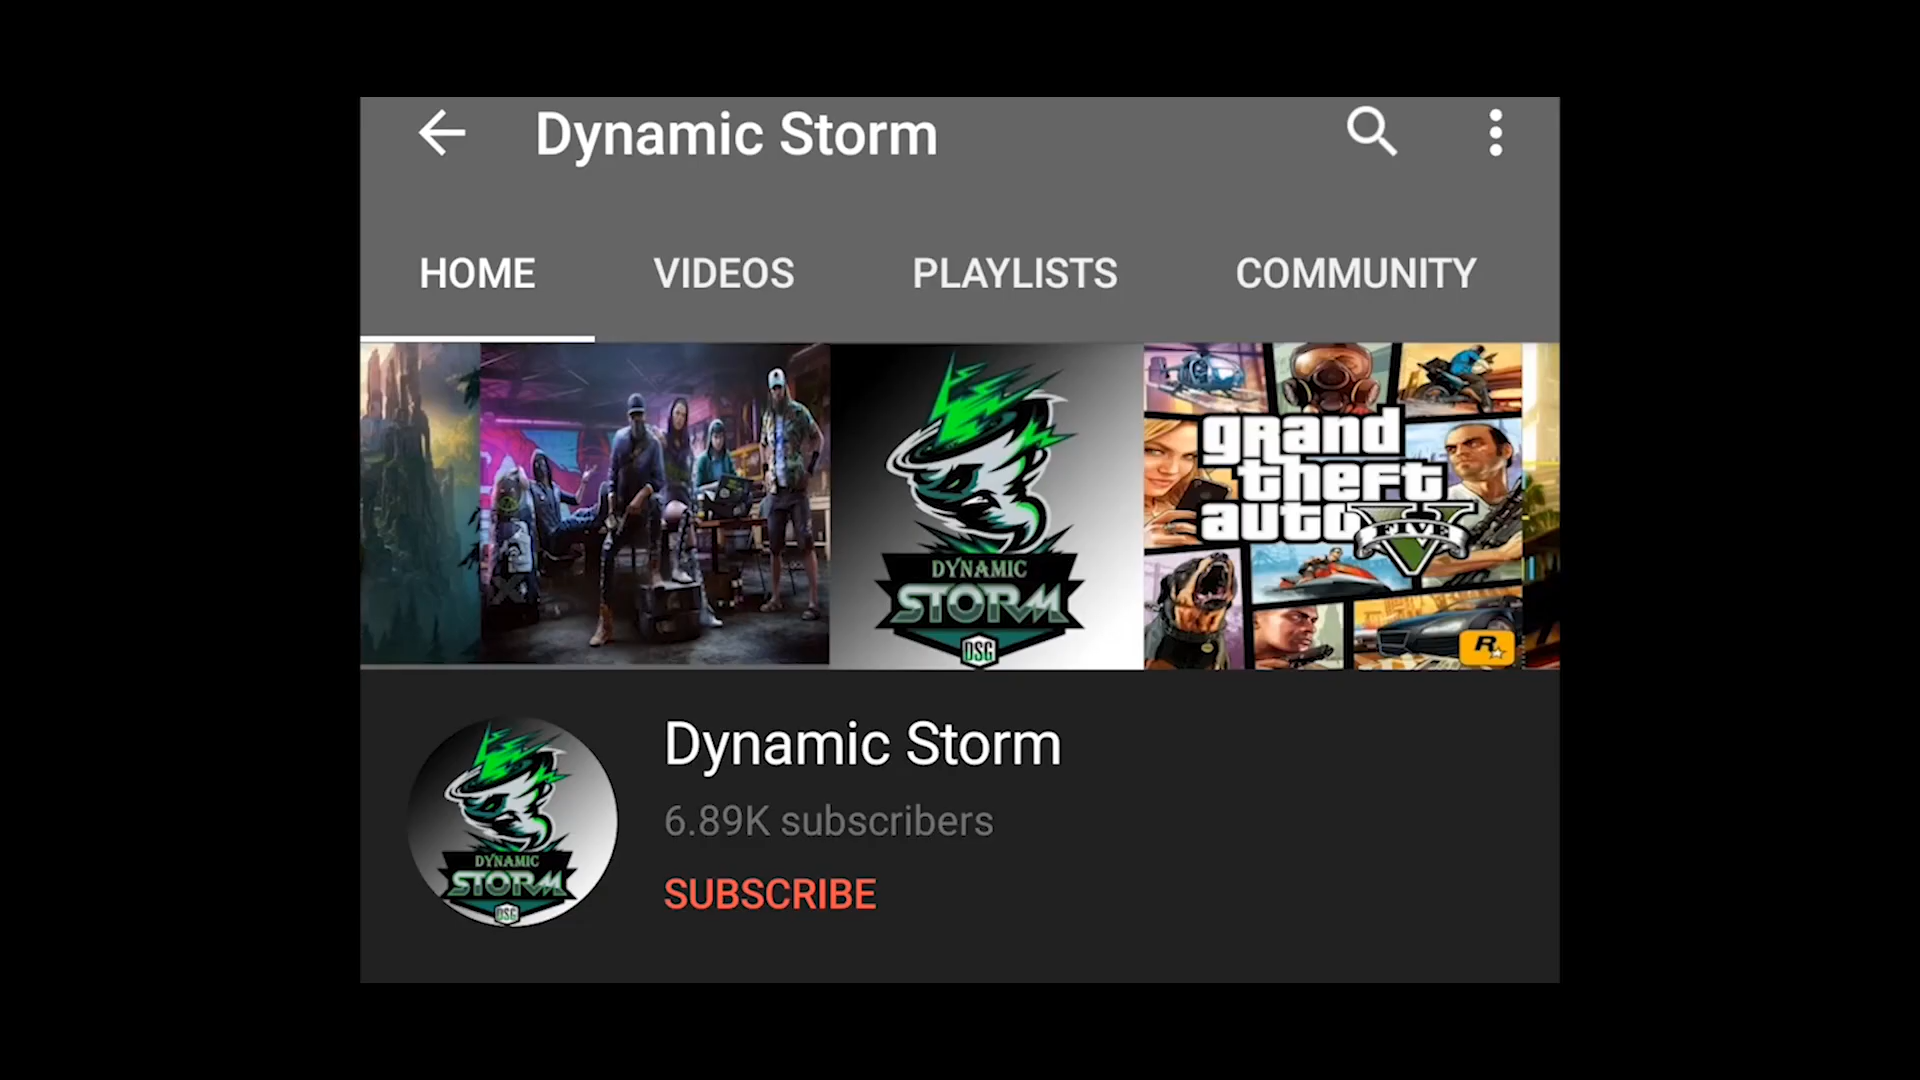 Dynamic Storm
HOME VIDEOS PLAYLISTS COMMUNITY
DYNAMIC
STORM
DSG
grand
theft
auto
FIVE
V
R
Dynamic Storm
6.89K subscribers
SUBSCRIBE
DYNAMIC
STORM
DSG